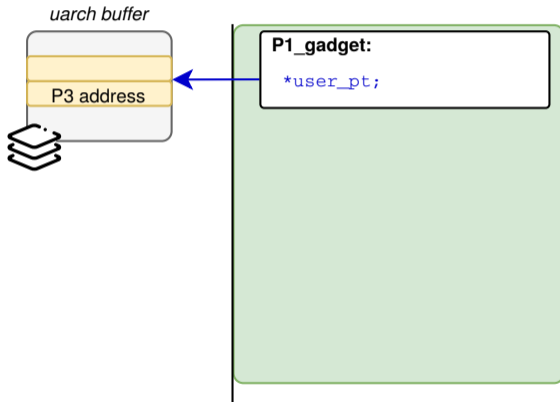 uarch buffer
P1_gadget:
*user_pt;
P3 address